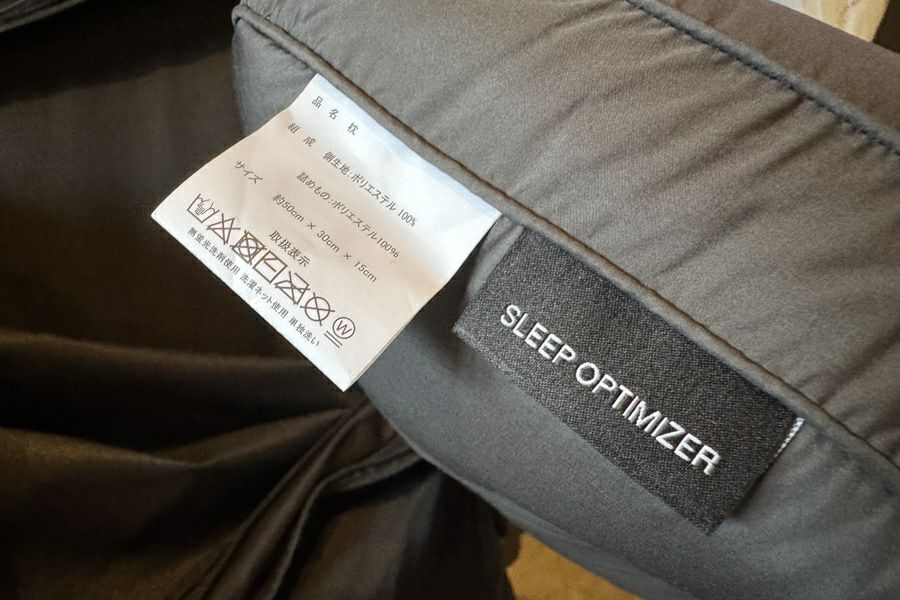 品名 枕
組成 側生地:ポリエステル100%
詰めもの:ポリエステル100%
サイズ 約50cm × 30cm × 15cm
取扱表示
W
無蛍光洗剤使用 洗濯ネット使用 単独洗い
SLEEP OPTIMIZER